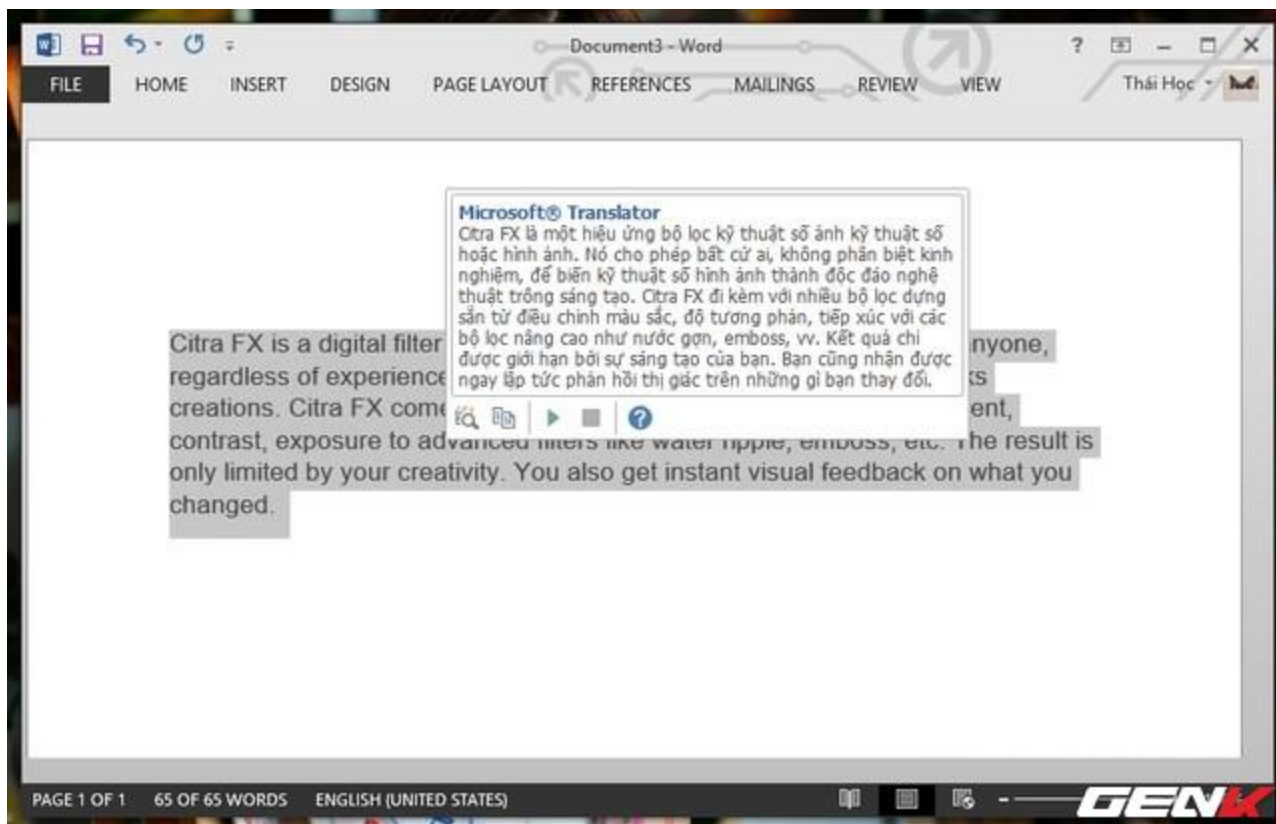 Document3 - Word
FILE HOME INSERT DESIGN PAGE LAYOUT REFERENCES MAILINGS REVIEW VIEW Thái Học
Microsoft® Translator
Citra FX là một hiệu ứng bộ lọc kỹ thuật số ảnh kỹ thuật số
hoặc hình ảnh. Nó cho phép bất cứ ai, không phân biệt kinh
nghiệm, để biến kỹ thuật số hình ảnh thành độc đáo nghệ
thuật trông sáng tạo. Citra FX đi kèm với nhiều bộ lọc dựng
sẵn từ điều chỉnh màu sắc, độ tương phản, tiếp xúc với các
bộ lọc nâng cao như nước gợn, emboss, vv. Kết quả chỉ
được giới hạn bởi sự sáng tạo của bạn. Bạn cũng nhận được
ngay lập tức phản hồi thị giác trên những gì bạn thay đổi.
Citra FX is a digital filter nyone,
regardless of experience ks
creations. Citra FX come ent,
contrast, exposure to advanced filters like water ripple, emboss, etc. The result is
only limited by your creativity. You also get instant visual feedback on what you
changed.
PAGE 1 OF 1 65 OF 65 WORDS ENGLISH (UNITED STATES)
GENK